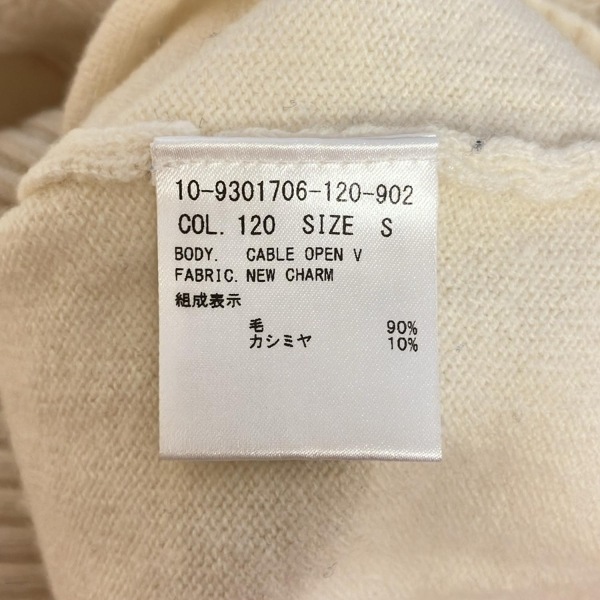 10-9301706-120-902
COL. 120 SIZE S
BODY. CABLE OPEN V
FABRIC. NEW CHARM
組成表示
毛 90%
カシミヤ 10%